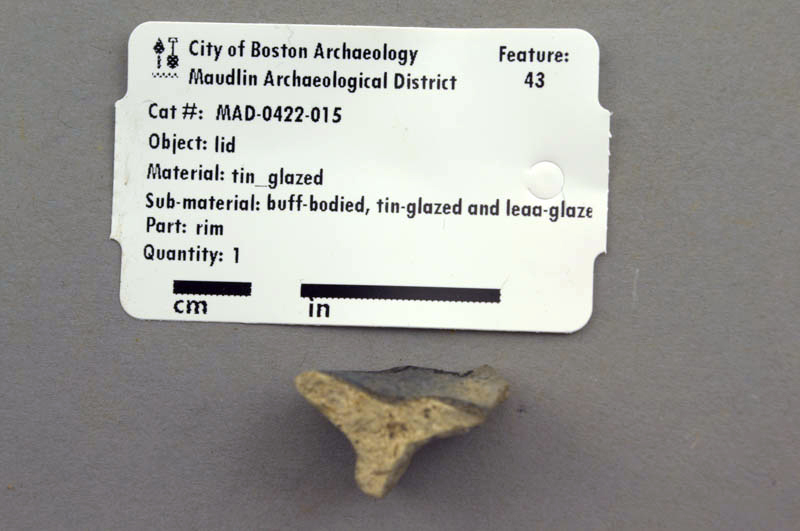 City of Boston Archaeology
Maudlin Archaeological District
Feature:
43
Cat #: MAD-0422-015
Object: lid
Material: tin_glazed
Sub-material: buff-bodied, tin-glazed and leaa-glaze
Part: rim
Quantity: 1
cm in